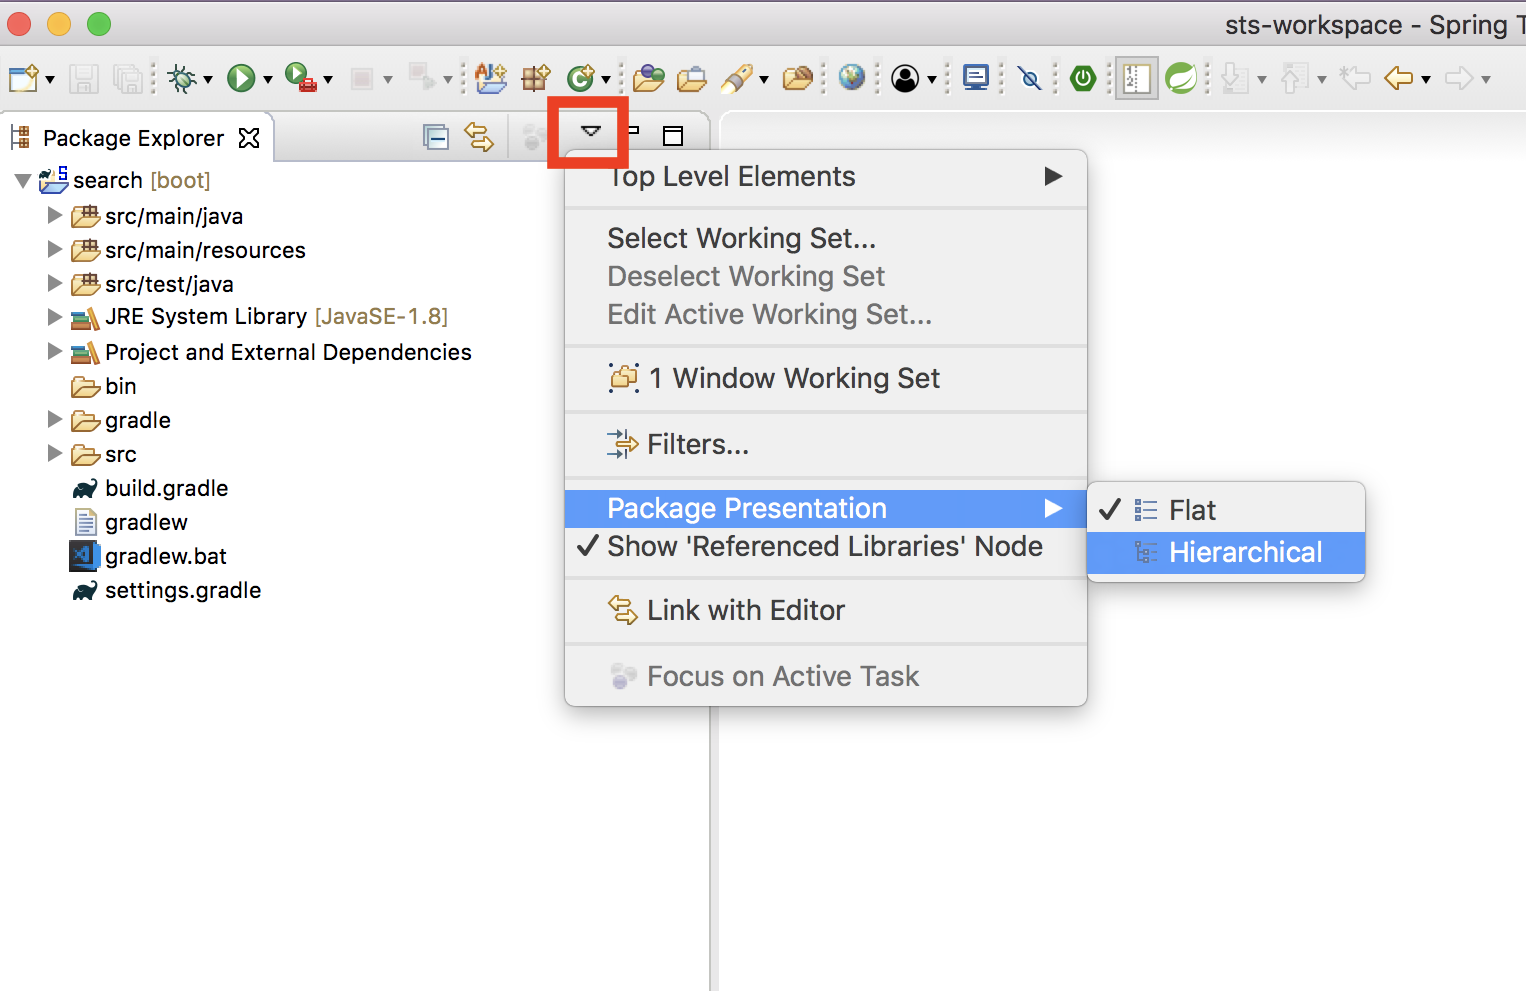 sts-workspace - Spring T
Package Explorer
search [boot]
src/main/java
src/main/resources
src/test/java
JRE System Library [JavaSE-1.8]
Project and External Dependencies
bin
gradle
src
build.gradle
gradlew
gradlew.bat
settings.gradle
Top Level Elements
Select Working Set...
Deselect Working Set
Edit Active Working Set...
1 Window Working Set
Filters...
Package Presentation
Show 'Referenced Libraries' Node
Link with Editor
Focus on Active Task
Flat
Hierarchical